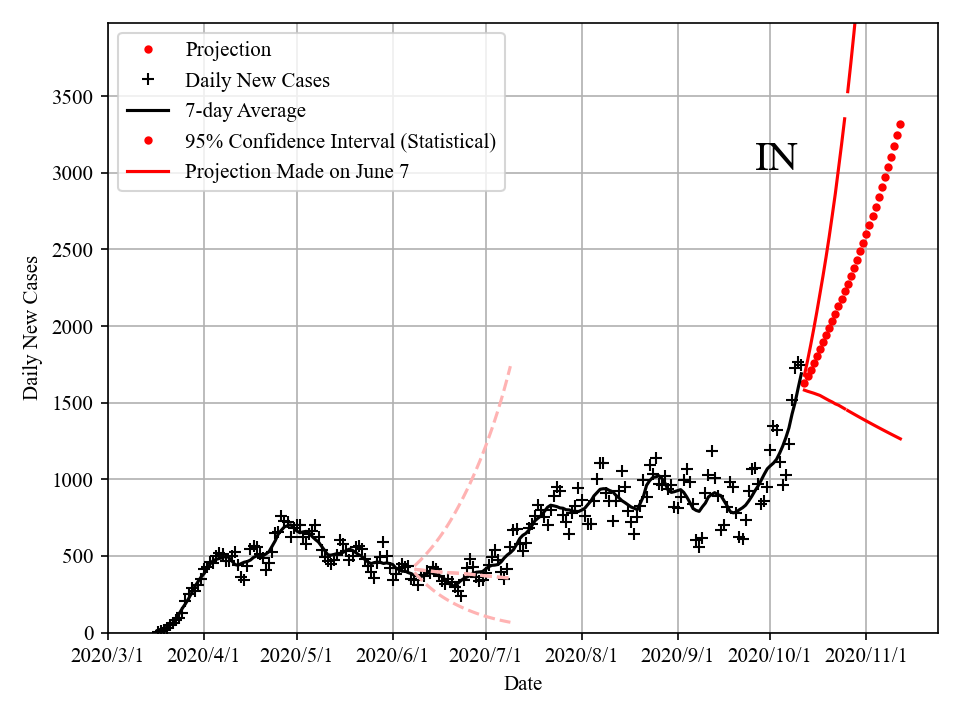 Projection
Daily New Cases
7-day Average
95% Confidence Interval (Statistical)
Projection Made on June 7
IN
3500
3000
2500
2000
1500
1000
500
0
Daily New Cases
2020/3/1 2020/4/1 2020/5/1 2020/6/1 2020/7/1 2020/8/1 2020/9/1 2020/10/1 2020/11/1
Date